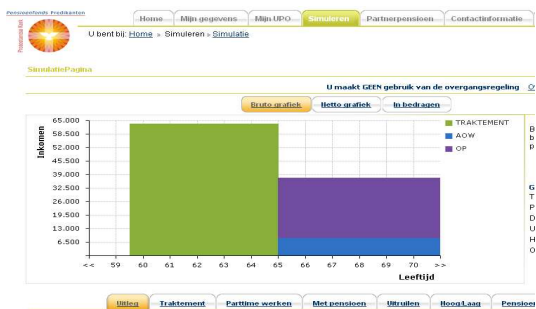 Pensioenfonds Predikanten
Home Mijn gegevens Mijn UPO Simuleren Partnerpensioen Contactinformatie
U bent bij: Home » Simuleren » Simulatie
SimulatiePagina
U maakt GEEN gebruik van de overgangsregeling
Bruto grafiek Netto grafiek In bedragen
Inkomen
65.000
58.500
52.000
45.500
39.000
32.500
26.000
19.500
13.000
6.500
<< 59 60 61 62 63 64 65 66 67 68 69 70 >>
Leeftijd
TRAKTEMENT
AOW
OP
Uitleg Traktement Parttime werken Met pensioen Uitruilen Hoog/Laag